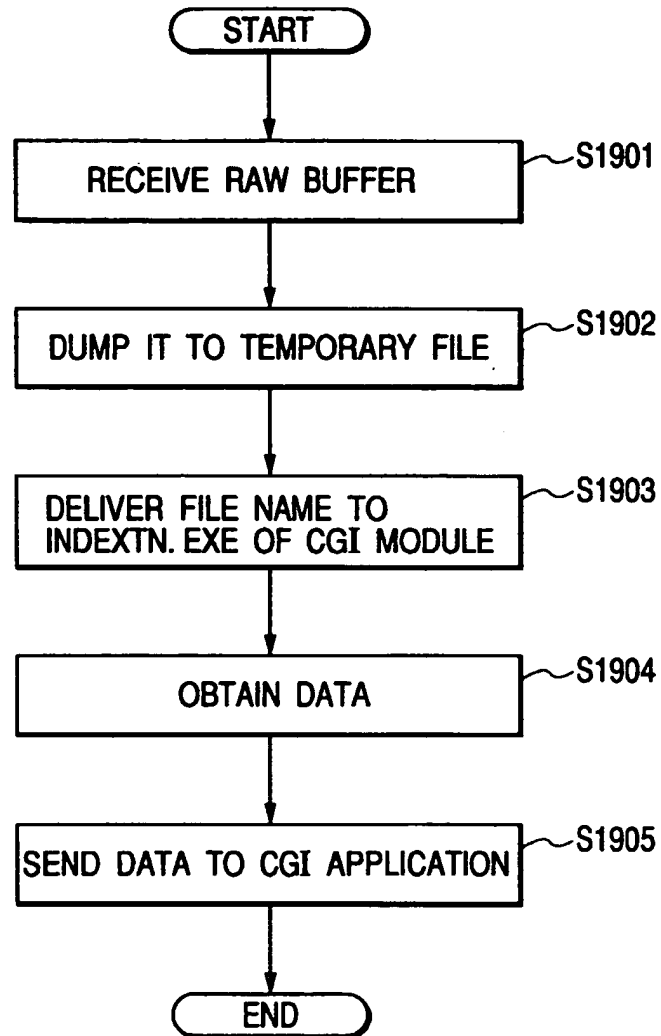 START
RECEIVE RAW BUFFER
S1901
DUMP IT TO TEMPORARY FILE
S1902
DELIVER FILE NAME TO
INDEXTN.EXE OF CGI MODULE
S1903
OBTAIN DATA
S1904
SEND DATA TO CGI APPLICATION
S1905
END